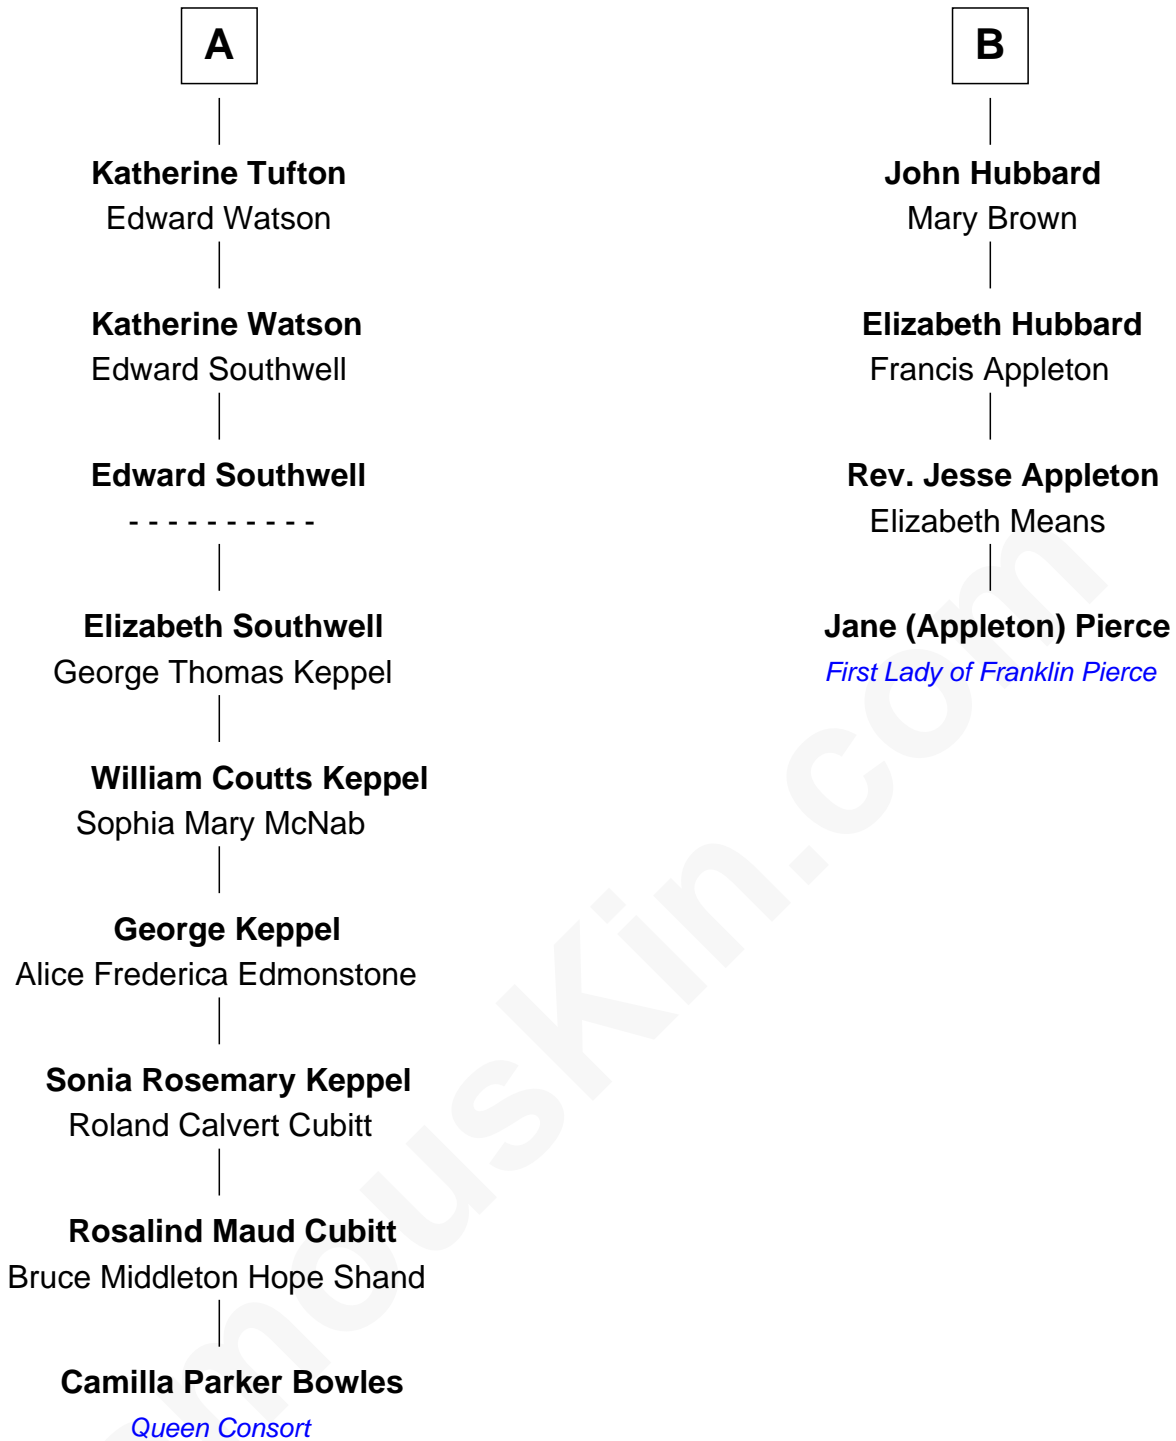 A
Katherine Tufton
Edward Watson
Katherine Watson
Edward Southwell
Edward Southwell
- - - - - - - - - -
Elizabeth Southwell
George Thomas Keppel
William Coutts Keppel
Sophia Mary McNab
George Keppel
Alice Frederica Edmonstone
Sonia Rosemary Keppel
Roland Calvert Cubitt
Rosalind Maud Cubitt
Bruce Middleton Hope Shand
Camilla Parker Bowles
Queen Consort
B
John Hubbard
Mary Brown
Elizabeth Hubbard
Francis Appleton
Rev. Jesse Appleton
Elizabeth Means
Jane (Appleton) Pierce
First Lady of Franklin Pierce
mousKin.com